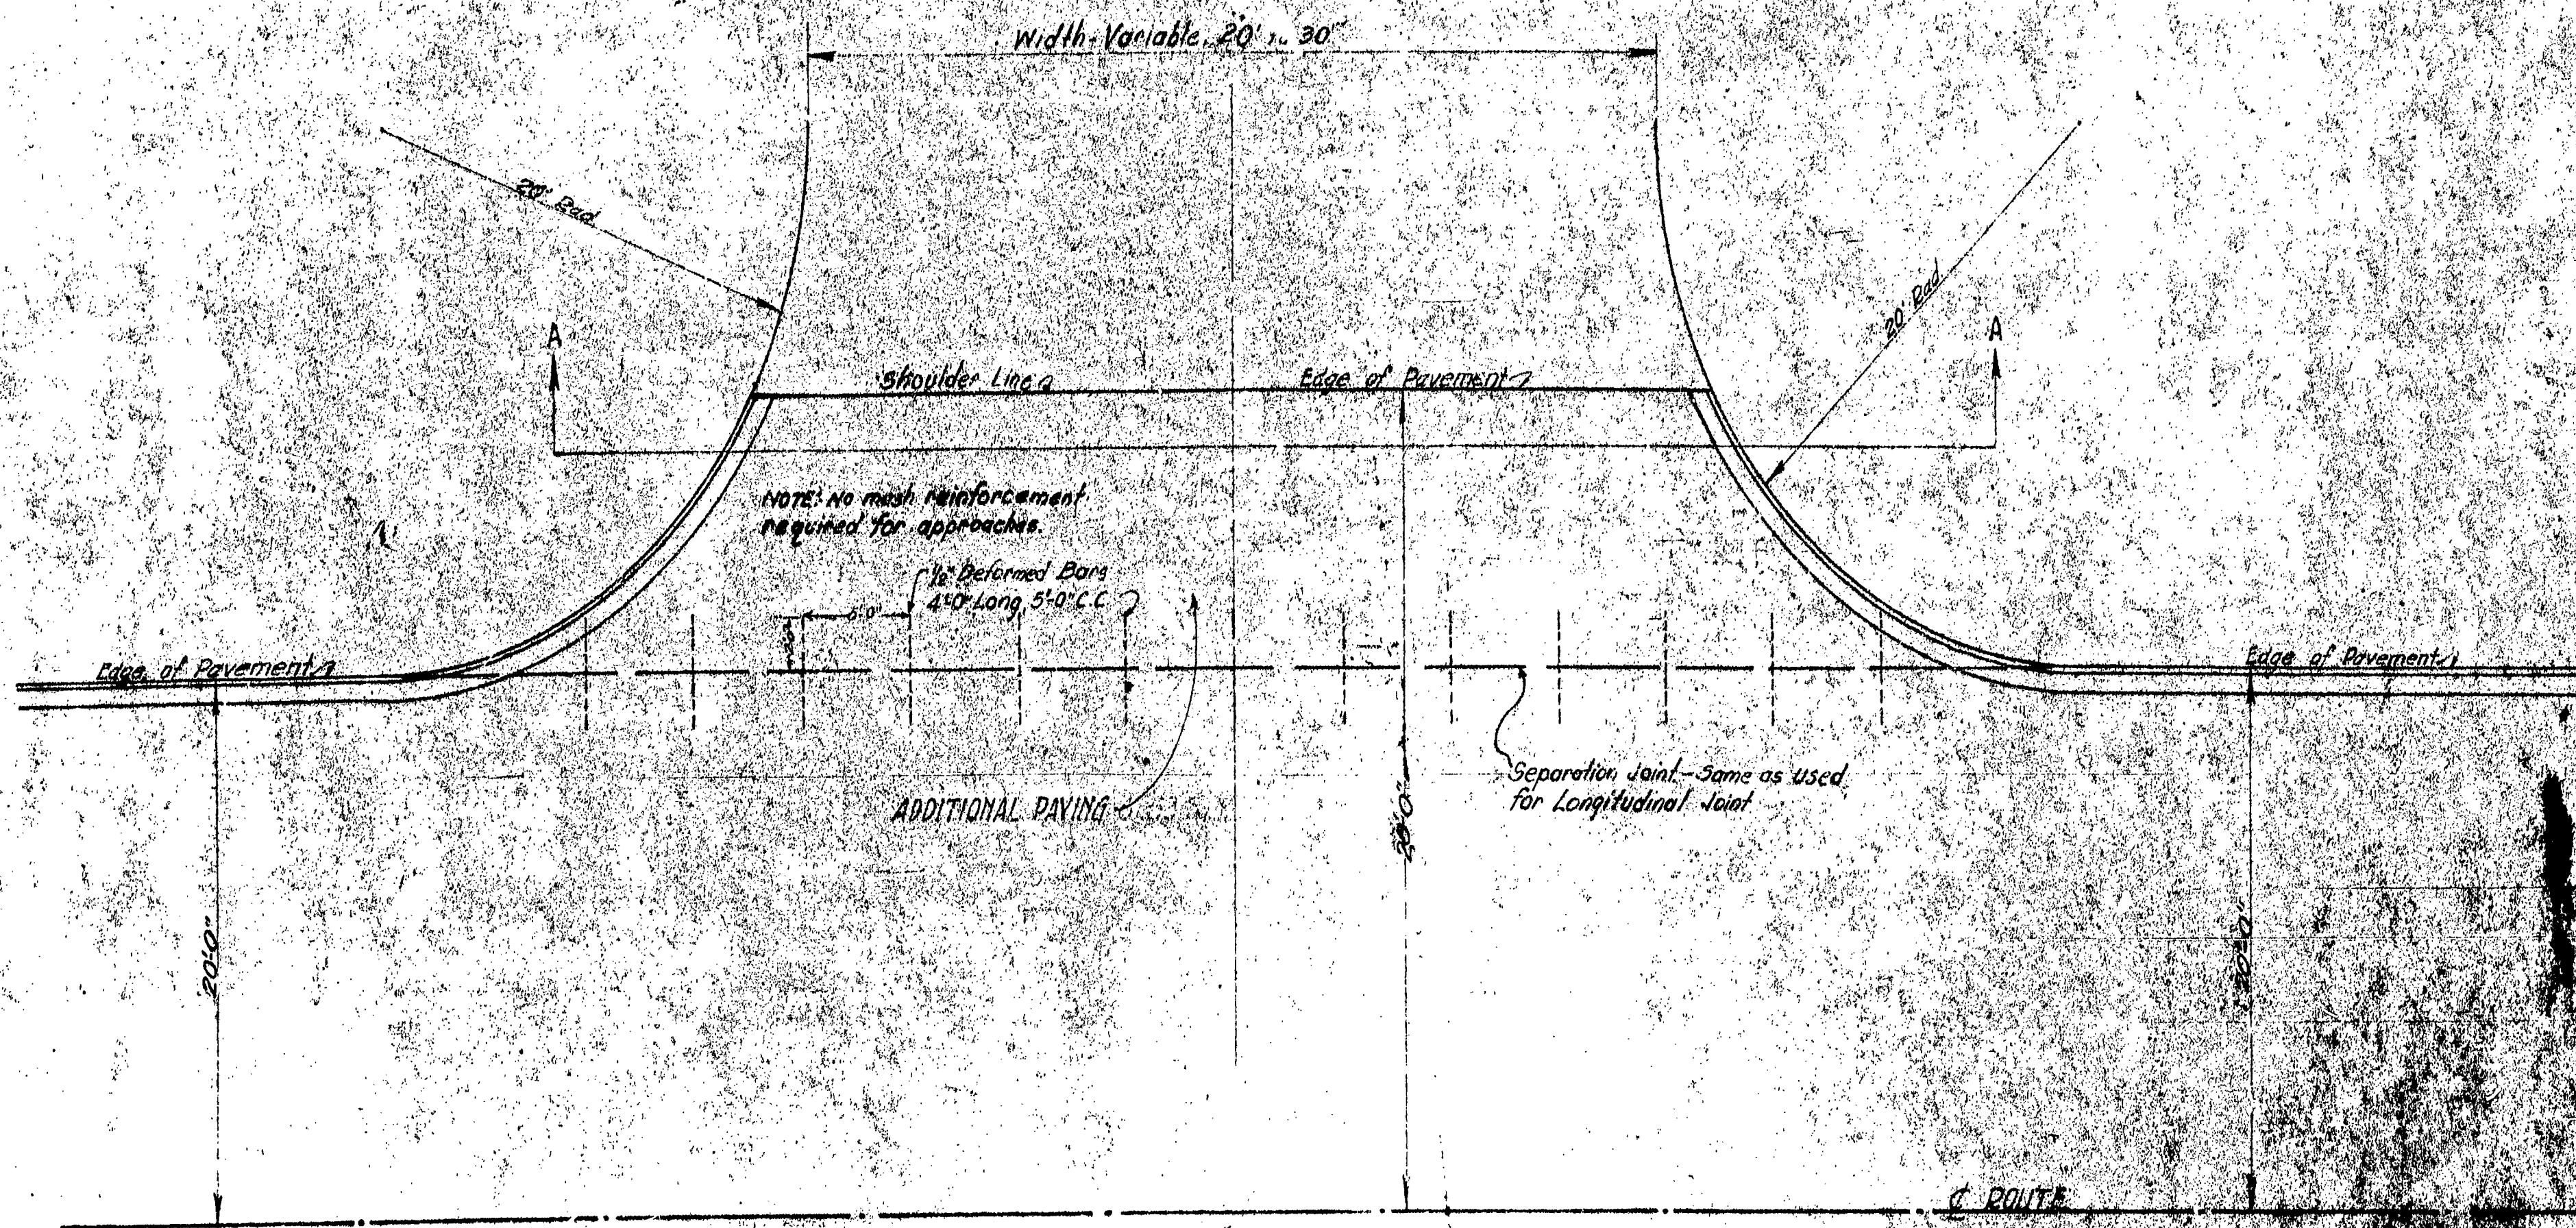 Width-Variable, 20' to 30'
20' Rad
20' Rad
A
A
Shoulder Line
Edge of Pavement
NOTE: No mesh reinforcement
required for approaches.
½" Deformed Bars
4'-0" Long, 5'-0" C.C.
5'-0"
2'-0"
Edge of Pavement
Edge of Pavement
Separation Joint - Same as used
for Longitudinal Joint
ADDITIONAL PAVING
20'-0"
20'-0"
℄ ROUTE